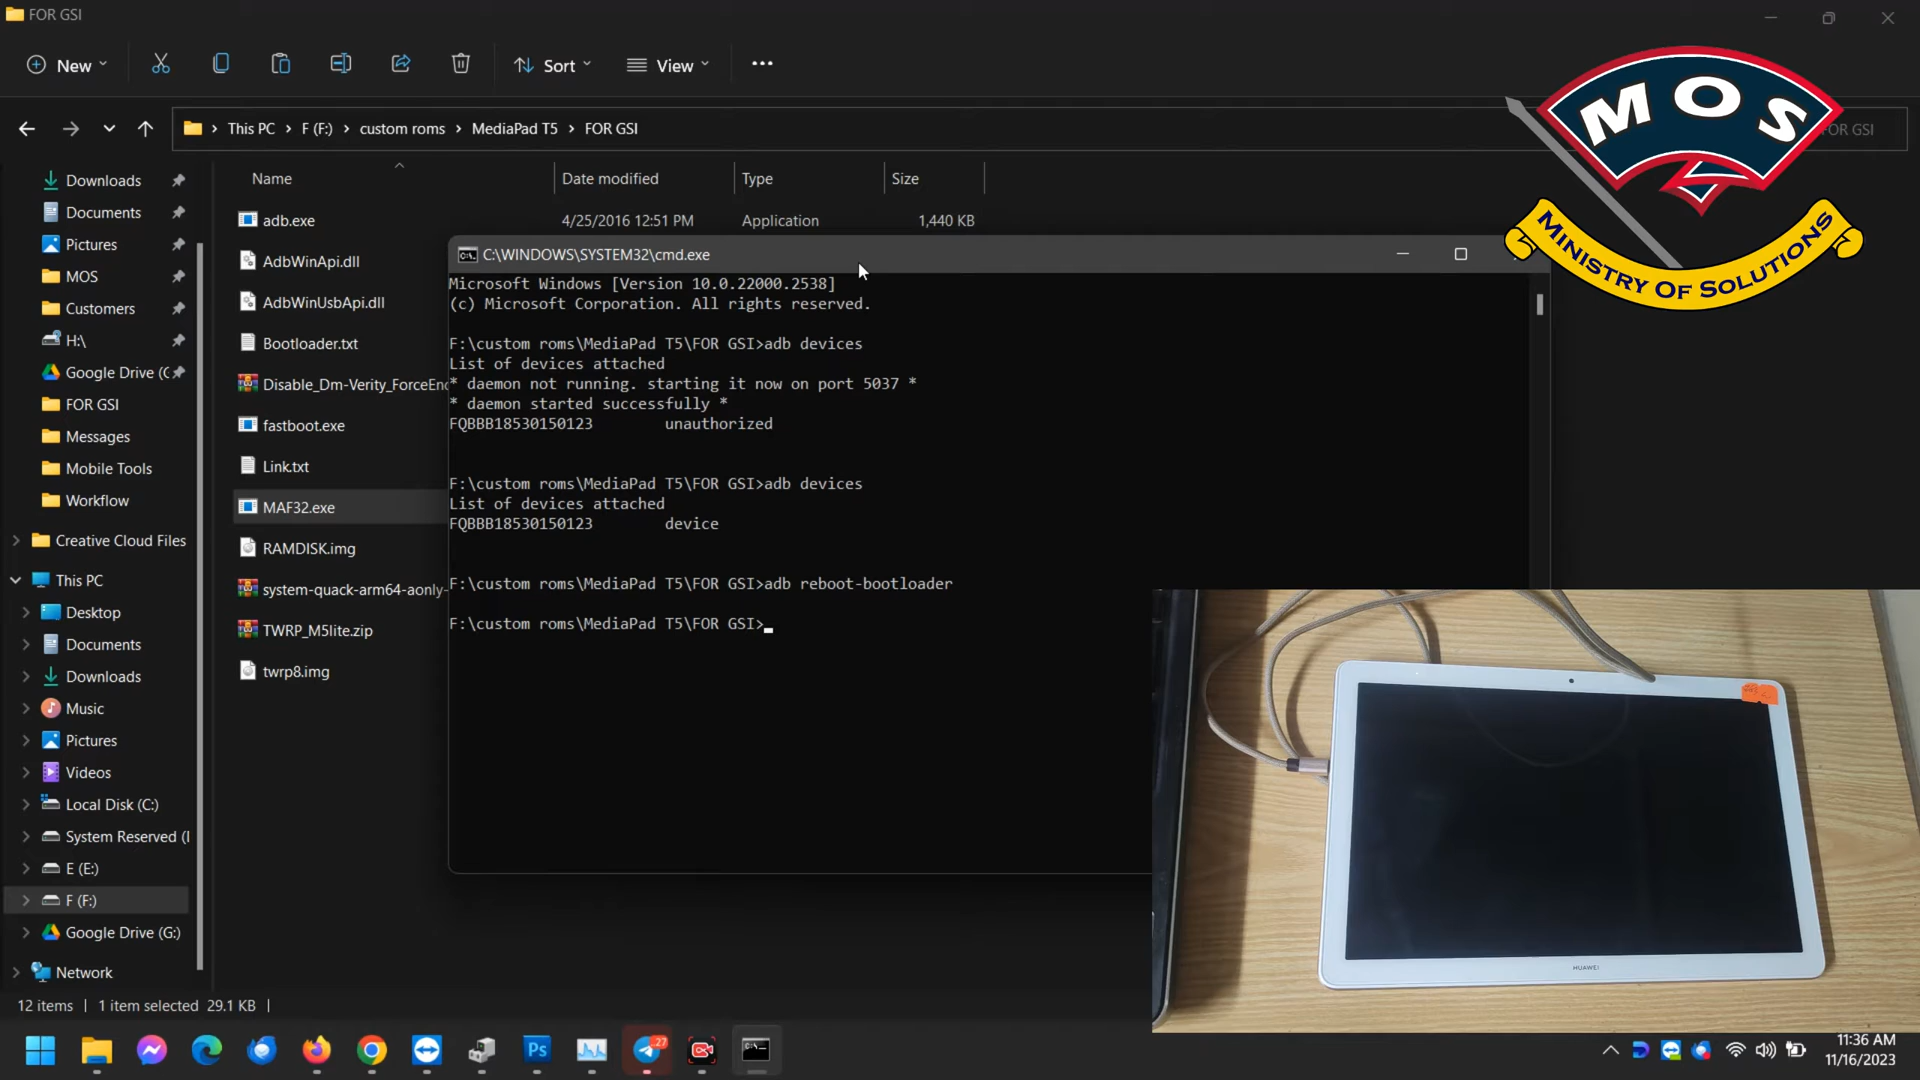 FOR GSI
New
Sort
View
This PC
F (F:)
custom roms
MediaPad T5
FOR GSI
FOR GSI
Name
Date modified
Type
Size
Downloads
Documents
Pictures
MOS
Customers
H:\
Google Drive (G
FOR GSI
Messages
Mobile Tools
Workflow
Creative Cloud Files
This PC
Desktop
Documents
Downloads
Music
Pictures
Videos
Local Disk (C:)
System Reserved (
E (E:)
F (F:)
Google Drive (G:)
Network
adb.exe
4/25/2016 12:51 PM
Application
1,440 KB
AdbWinApi.dll
AdbWinUsbApi.dll
Bootloader.txt
Disable_Dm-Verity_ForceEnc
fastboot.exe
Link.txt
MAF32.exe
RAMDISK.img
system-quack-arm64-aonly-
TWRP_M5lite.zip
twrp8.img
C:\WINDOWS\SYSTEM32\cmd.exe
Microsoft Windows [Version 10.0.22000.2538]
(c) Microsoft Corporation. All rights reserved.
F:\custom roms\MediaPad T5\FOR GSI>adb devices
List of devices attached
* daemon not running. starting it now on port 5037 *
* daemon started successfully *
FQBBB18530150123 unauthorized
F:\custom roms\MediaPad T5\FOR GSI>adb devices
List of devices attached
FQBBB18530150123 device
F:\custom roms\MediaPad T5\FOR GSI>adb reboot-bootloader
F:\custom roms\MediaPad T5\FOR GSI>_
MOS
MINISTRY OF SOLUTIONS
HUAWEI
12 items
1 item selected 29.1 KB
Ps
27
11:36 AM
11/16/2023